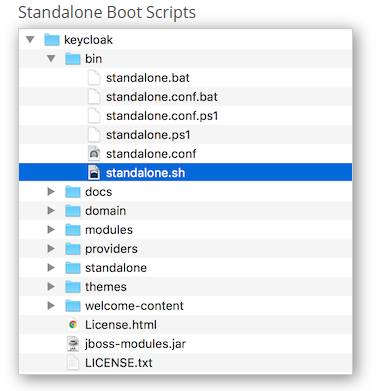 Standalone Boot Scripts
keycloak
bin
standalone.bat
standalone.conf.bat
standalone.conf.ps1
standalone.ps1
standalone.conf
standalone.sh
docs
domain
modules
providers
standalone
themes
welcome-content
License.html
jboss-modules.jar
LICENSE.txt